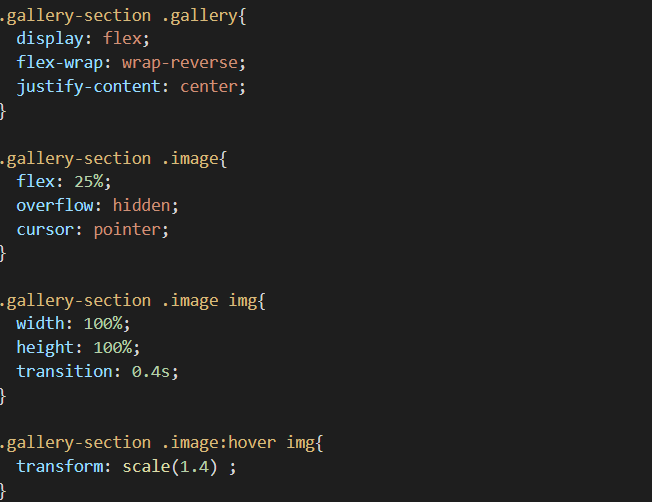 .gallery-section .gallery{
  display: flex;
  flex-wrap: wrap-reverse;
  justify-content: center;
}
.gallery-section .image{
  flex: 25%;
  overflow: hidden;
  cursor: pointer;
}
.gallery-section .image img{
  width: 100%;
  height: 100%;
  transition: 0.4s;
}
.gallery-section .image:hover img{
  transform: scale(1.4) ;
}